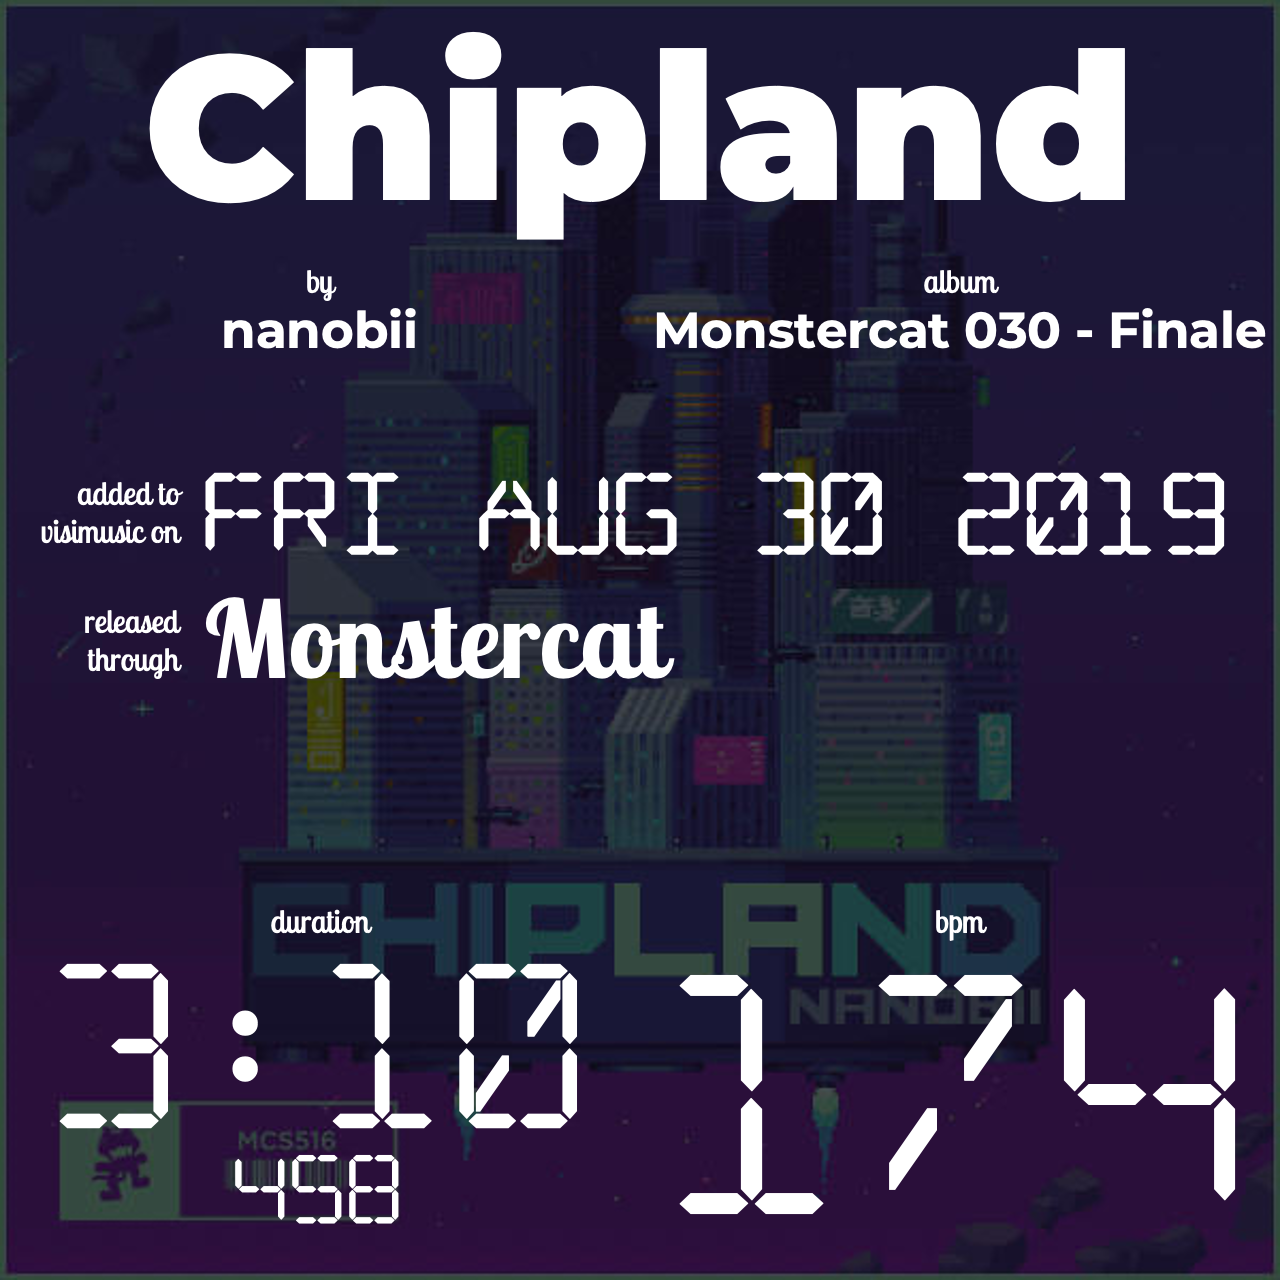 Chipland
by
nanobii
album
Monstercat 030 - Finale
added to
visimusic on
FRI AUG 30 2019
released
through
Monstercat
CHIPLAND
NANOBII
duration
3:10
458
bpm
174
MCS516